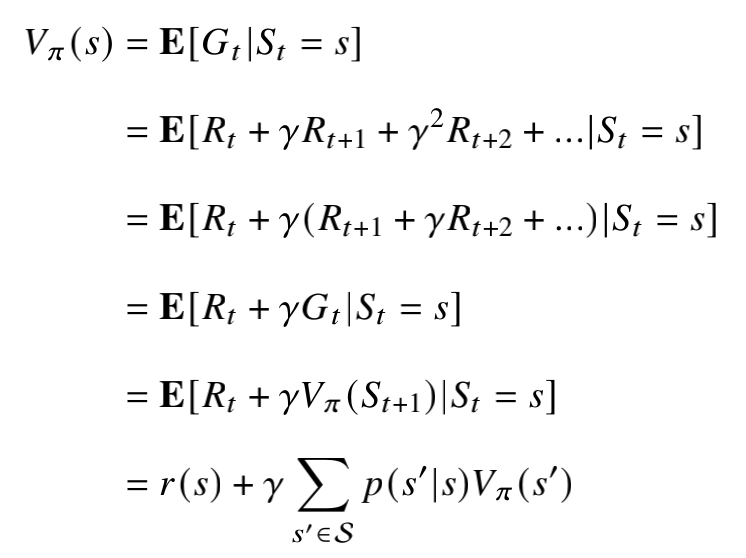 V_π(s) = E[G_t|S_t = s]
= E[R_t + γR_{t+1} + γ²R_{t+2} + ...|S_t = s]
= E[R_t + γ(R_{t+1} + γR_{t+2} + ...)|S_t = s]
= E[R_t + γG_t|S_t = s]
= E[R_t + γV_π(S_{t+1})|S_t = s]
= r(s) + γ ∑_{s'∈𝒮} p(s'|s)V_π(s')